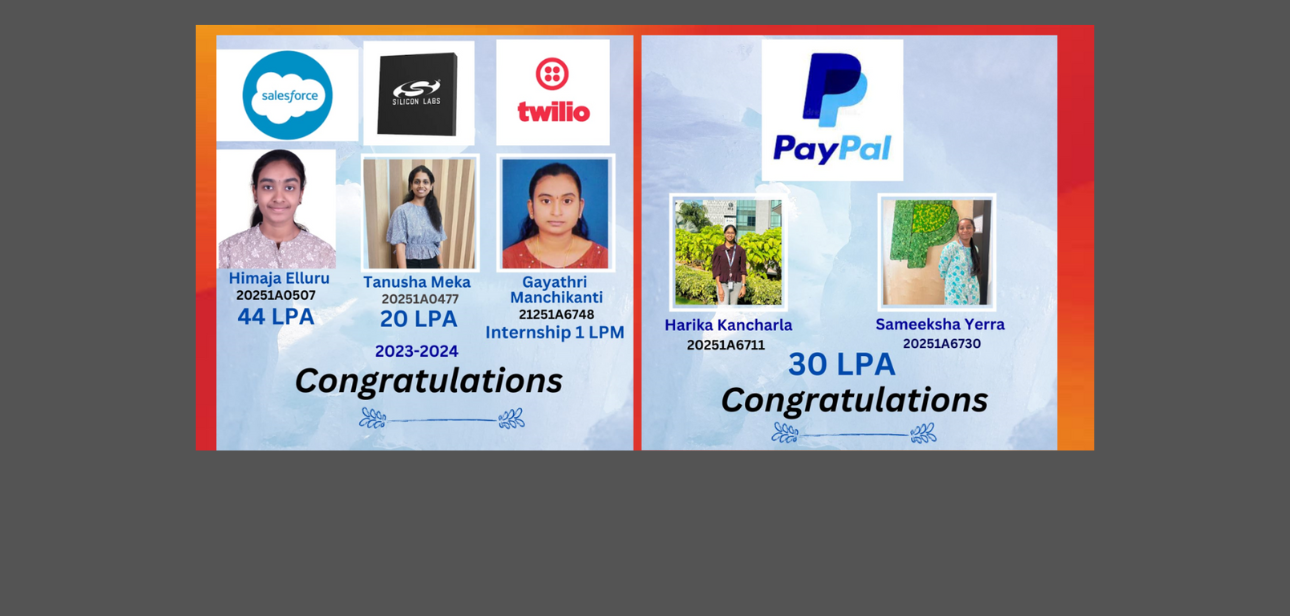 salesforce
SILICON LABS
twilio
Himaja Elluru
20251A0507
44 LPA
Tanusha Meka
20251A0477
20 LPA
Gayathri
Manchikanti
21251A6748
Internship 1 LPM
2023-2024
Congratulations
PayPal
Harika Kancharla
20251A6711
Sameeksha Yerra
20251A6730
30 LPA
Congratulations